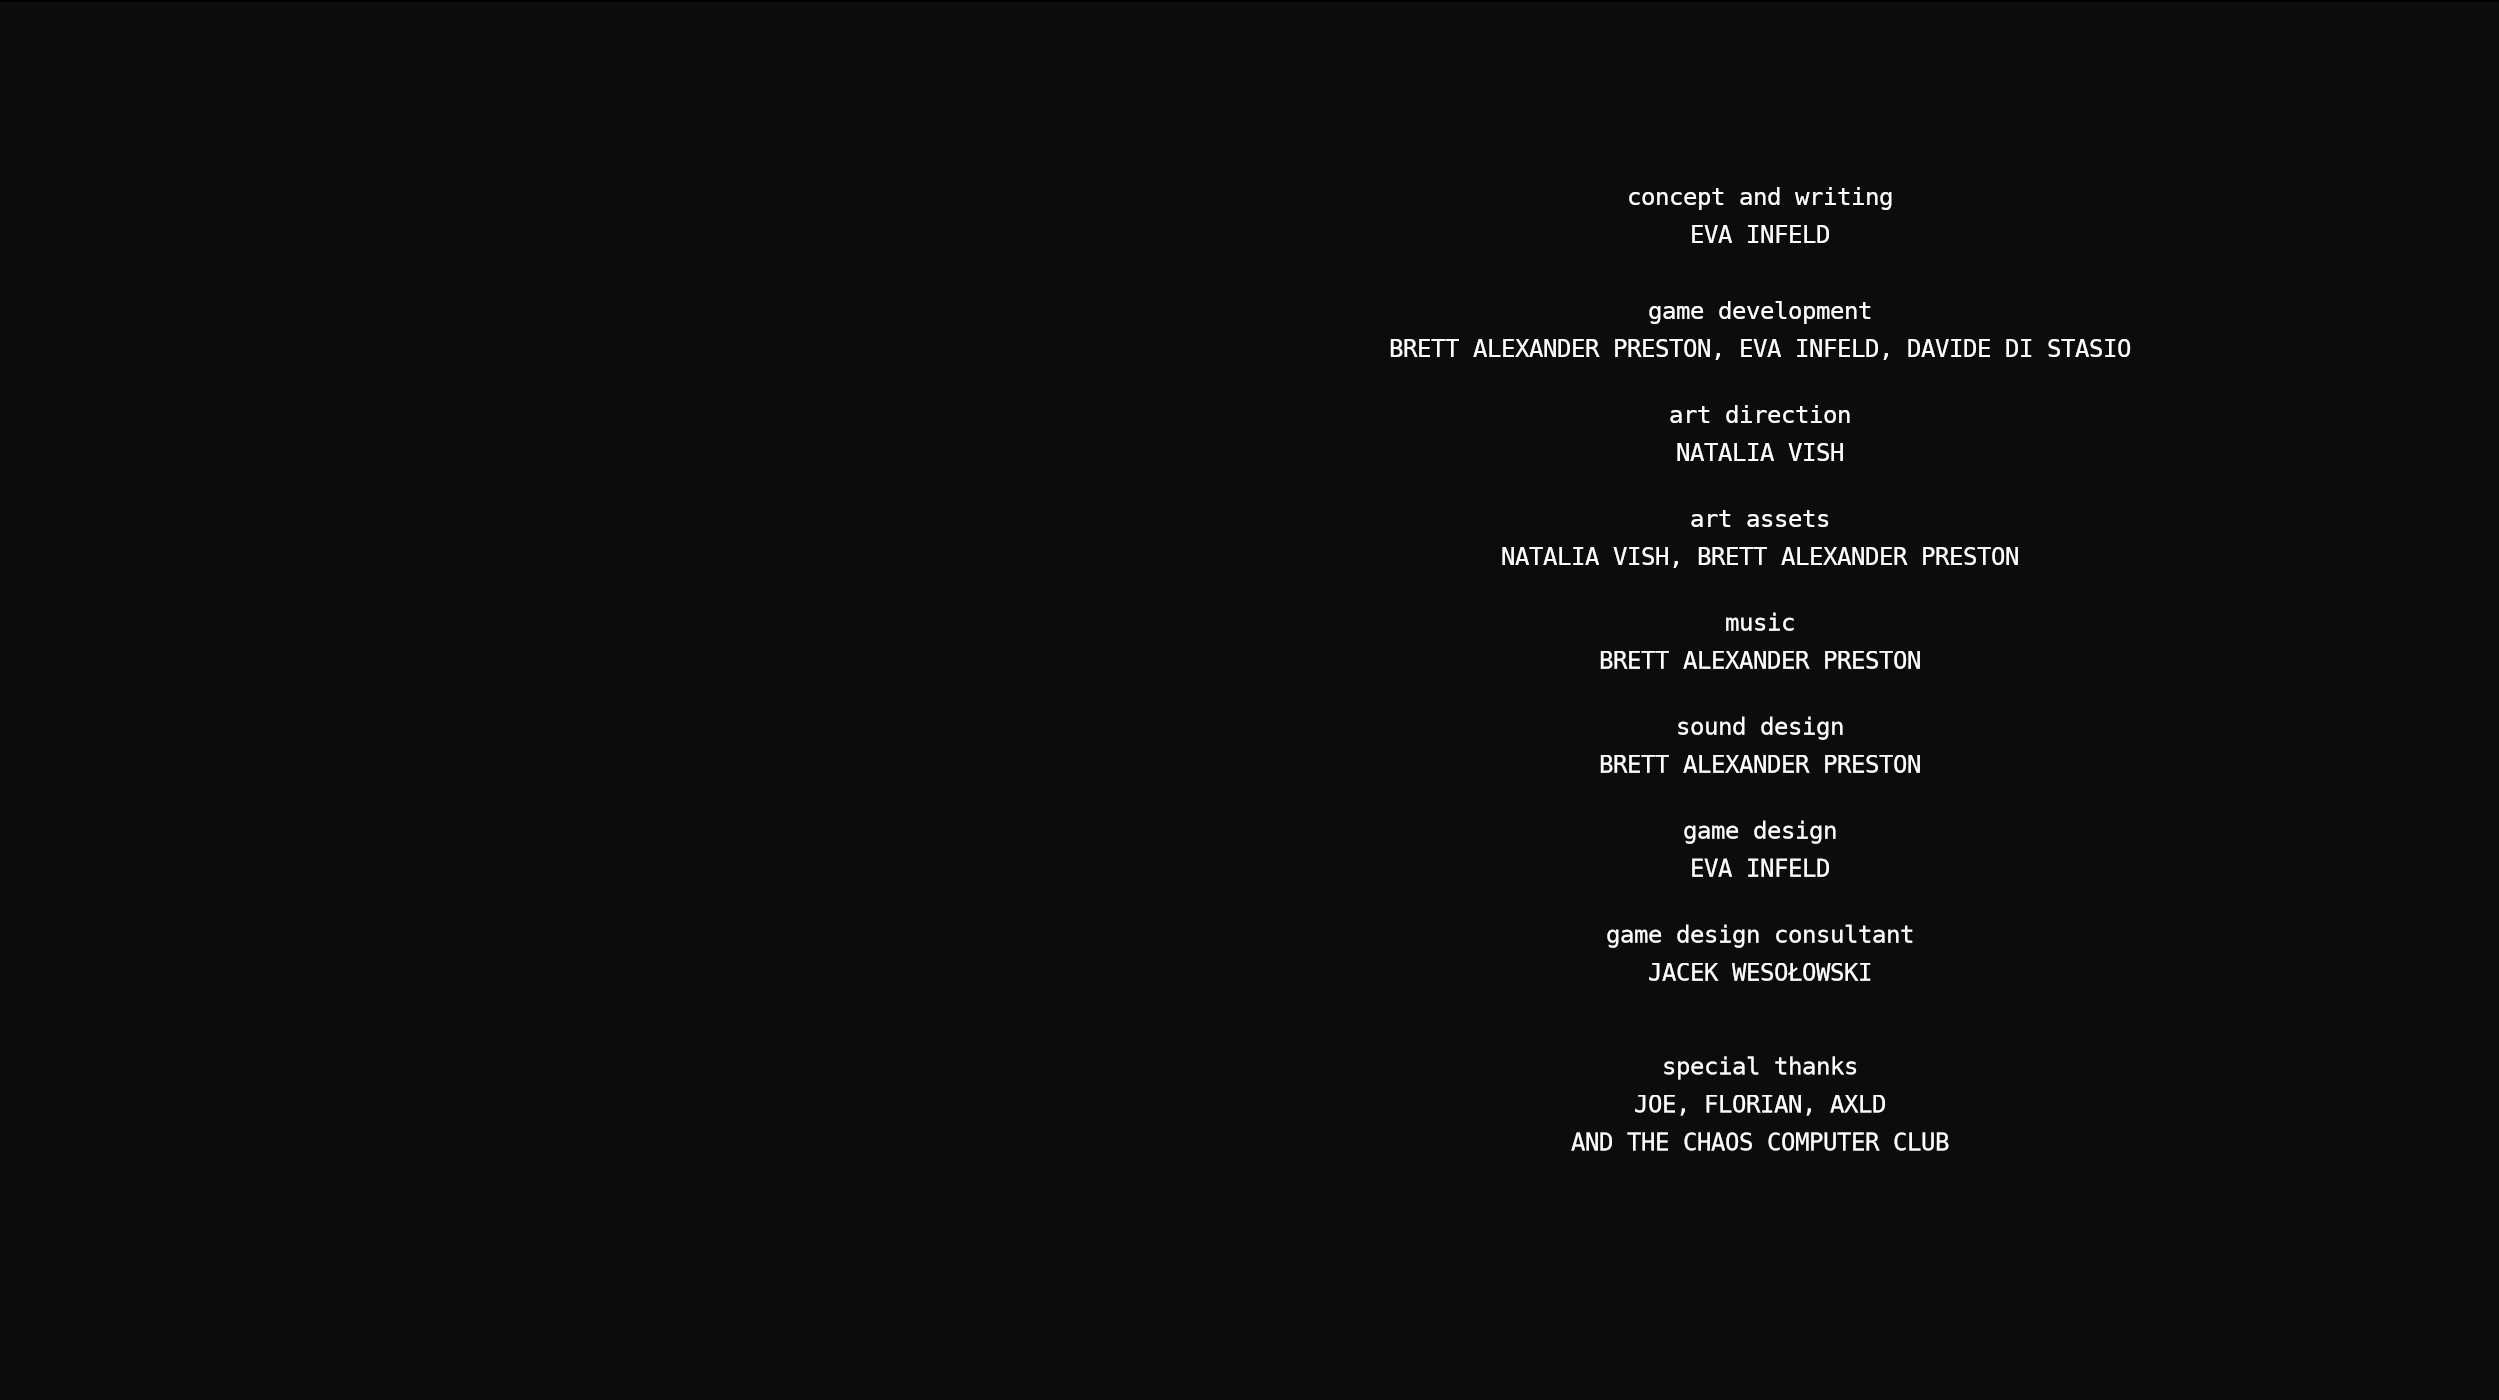 concept and writing
EVA INFELD
game development
BRETT ALEXANDER PRESTON, EVA INFELD, DAVIDE DI STASIO
art direction
NATALIA VISH
art assets
NATALIA VISH, BRETT ALEXANDER PRESTON
music
BRETT ALEXANDER PRESTON
sound design
BRETT ALEXANDER PRESTON
game design
EVA INFELD
game design consultant
JACEK WESOŁOWSKI
special thanks
JOE, FLORIAN, AXLD
AND THE CHAOS COMPUTER CLUB